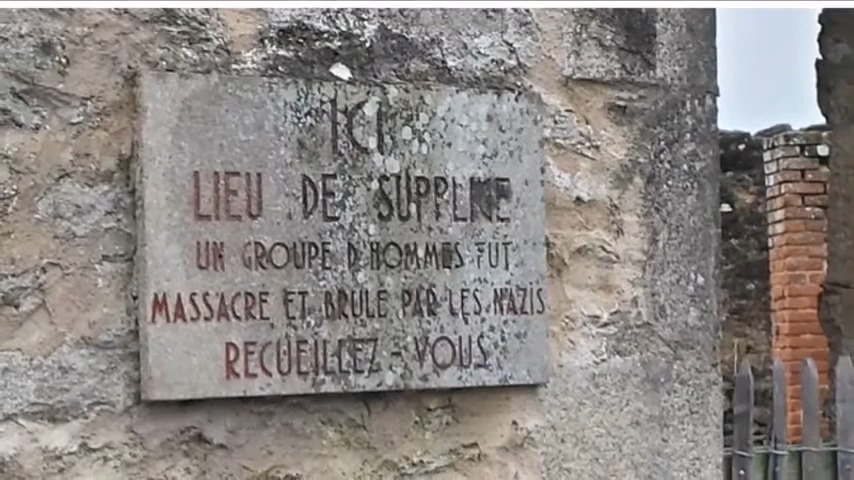 ICI
LIEU DE SUPPLICE
UN GROUPE D'HOMMES FUT
MASSACRE ET BRULE PAR LES NAZIS
RECUEILLEZ - VOUS